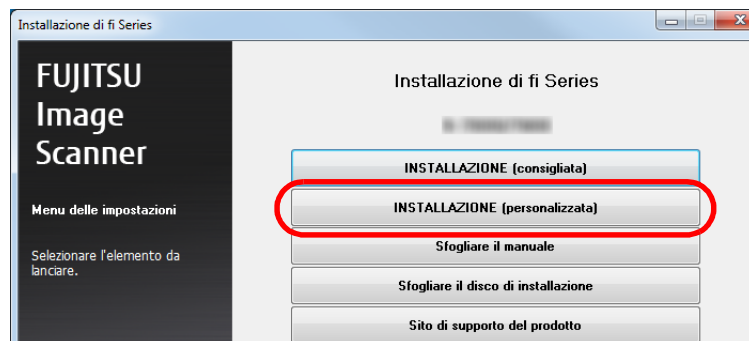 Installazione di fi Series
FUJITSU
Image
Scanner
Menu delle impostazioni
Selezionare l'elemento da
lanciare.
Installazione di fi Series
INSTALLAZIONE (consigliata)
INSTALLAZIONE (personalizzata)
Sfogliare il manuale
Sfogliare il disco di installazione
Sito di supporto del prodotto